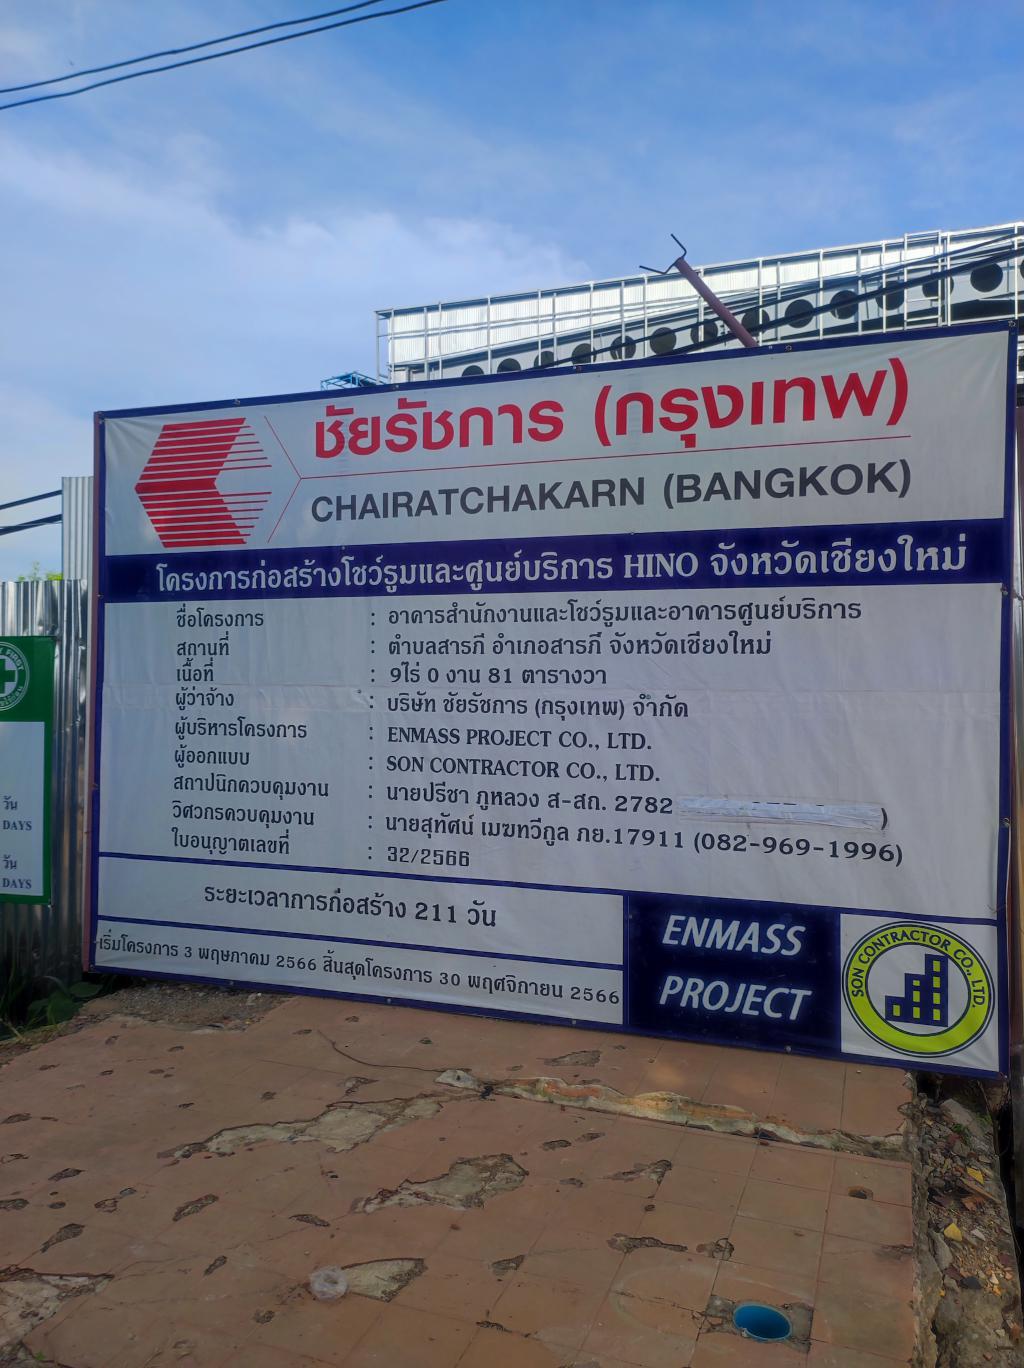 ชัยรัชการ (กรุงเทพ)
CHAIRATCHAKARN (BANGKOK)
โครงการก่อสร้างโชว์รูมและศูนย์บริการ HINO จังหวัดเชียงใหม่
ชื่อโครงการ : อาคารสำนักงานและโชว์รูมและอาคารศูนย์บริการ
สถานที่ : ตำบลสารภี อำเภอสารภี จังหวัดเชียงใหม่
เนื้อที่ : 9ไร่ 0 งาน 81 ตารางวา
ผู้ว่าจ้าง : บริษัท ชัยรัชการ (กรุงเทพ) จำกัด
ผู้บริหารโครงการ : ENMASS PROJECT CO., LTD.
ผู้ออกแบบ : SON CONTRACTOR CO., LTD.
สถาปนิกควบคุมงาน : นายปรีชา ภูหลวง ส-สถ. 2782 )
วิศวกรควบคุมงาน : นายสุทัศน์ เมฆทวีกูล ภย.17911 (082-969-1996)
ใบอนุญาตเลขที่ : 32/2566
ระยะเวลาการก่อสร้าง 211 วัน
เริ่มโครงการ 3 พฤษภาคม 2566 สิ้นสุดโครงการ 30 พฤศจิกายน 2566
ENMASS
PROJECT
SON CONTRACTOR CO., LTD.
วัน
DAYS
วัน
DAYS